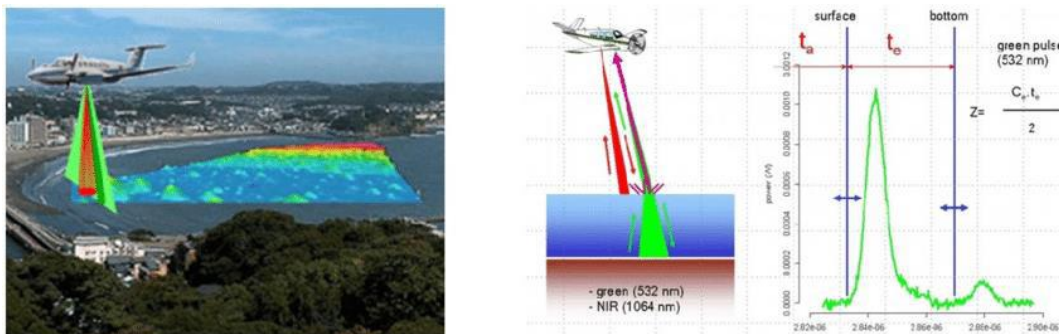 surface
bottom
ta
te
green pulse
(532 nm)
Z= Ce.te
2
power (W)
0.0012
0.0010
0.0008
0.0006
0.0004
0.0002
0.0000
2.82e-06
2.84e-06
2.86e-06
2.88e-06
2.90e-06
- green (532 nm)
- NIR (1064 nm)